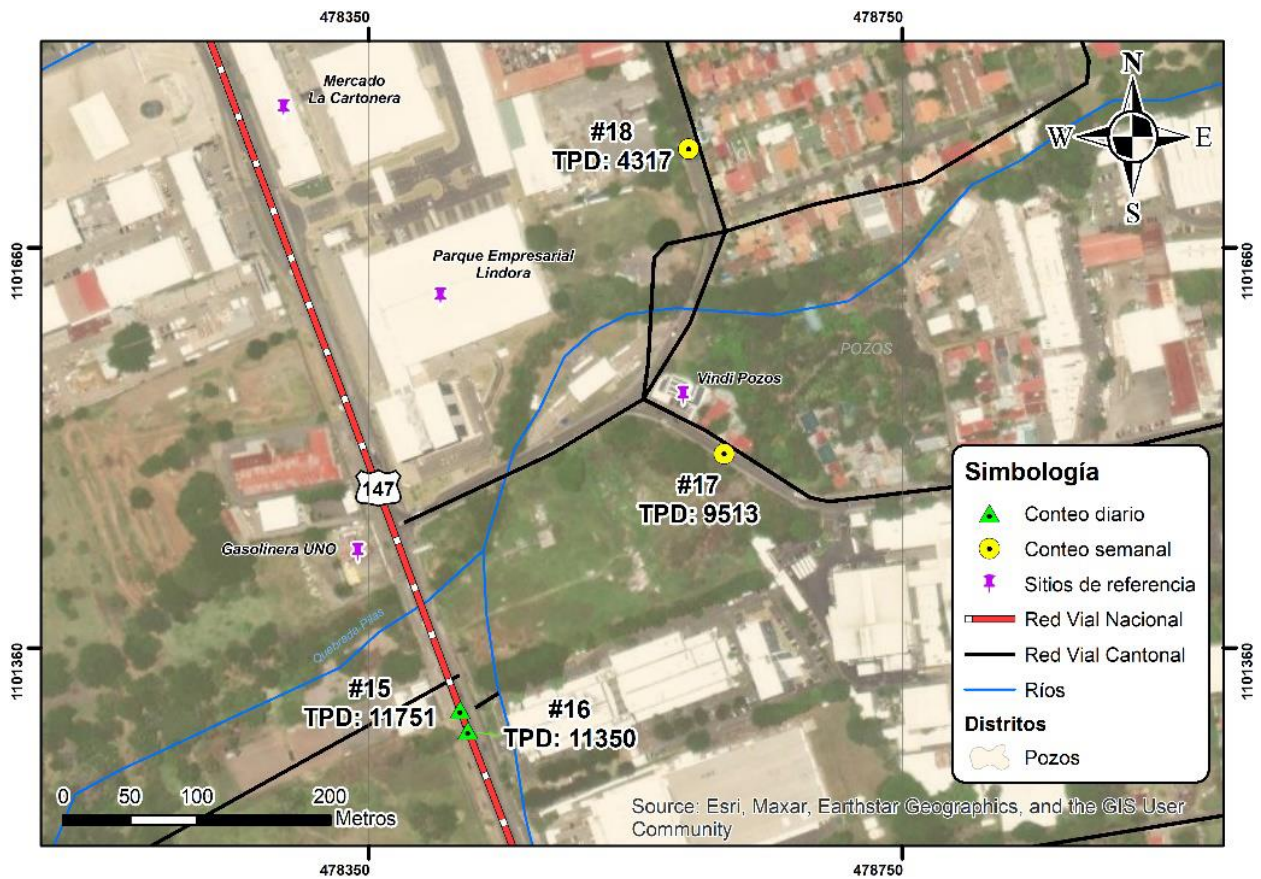 478350
478750
Mercado
La Cartonera
N
W
E
S
#18
TPD: 4317
1101660
1101660
Parque Empresarial
Lindora
POZOS
Vindi Pozos
147
#17
TPD: 9513
Gasolinera UNO
Quebrada Pilas
Simbología
Conteo diario
Conteo semanal
Sitios de referencia
Red Vial Nacional
Red Vial Cantonal
Ríos
Distritos
Pozos
1101360
1101360
#15
TPD: 11751
#16
TPD: 11350
0
50
100
200
Metros
Source: Esri, Maxar, Earthstar Geographics, and the GIS User
Community
478350
478750